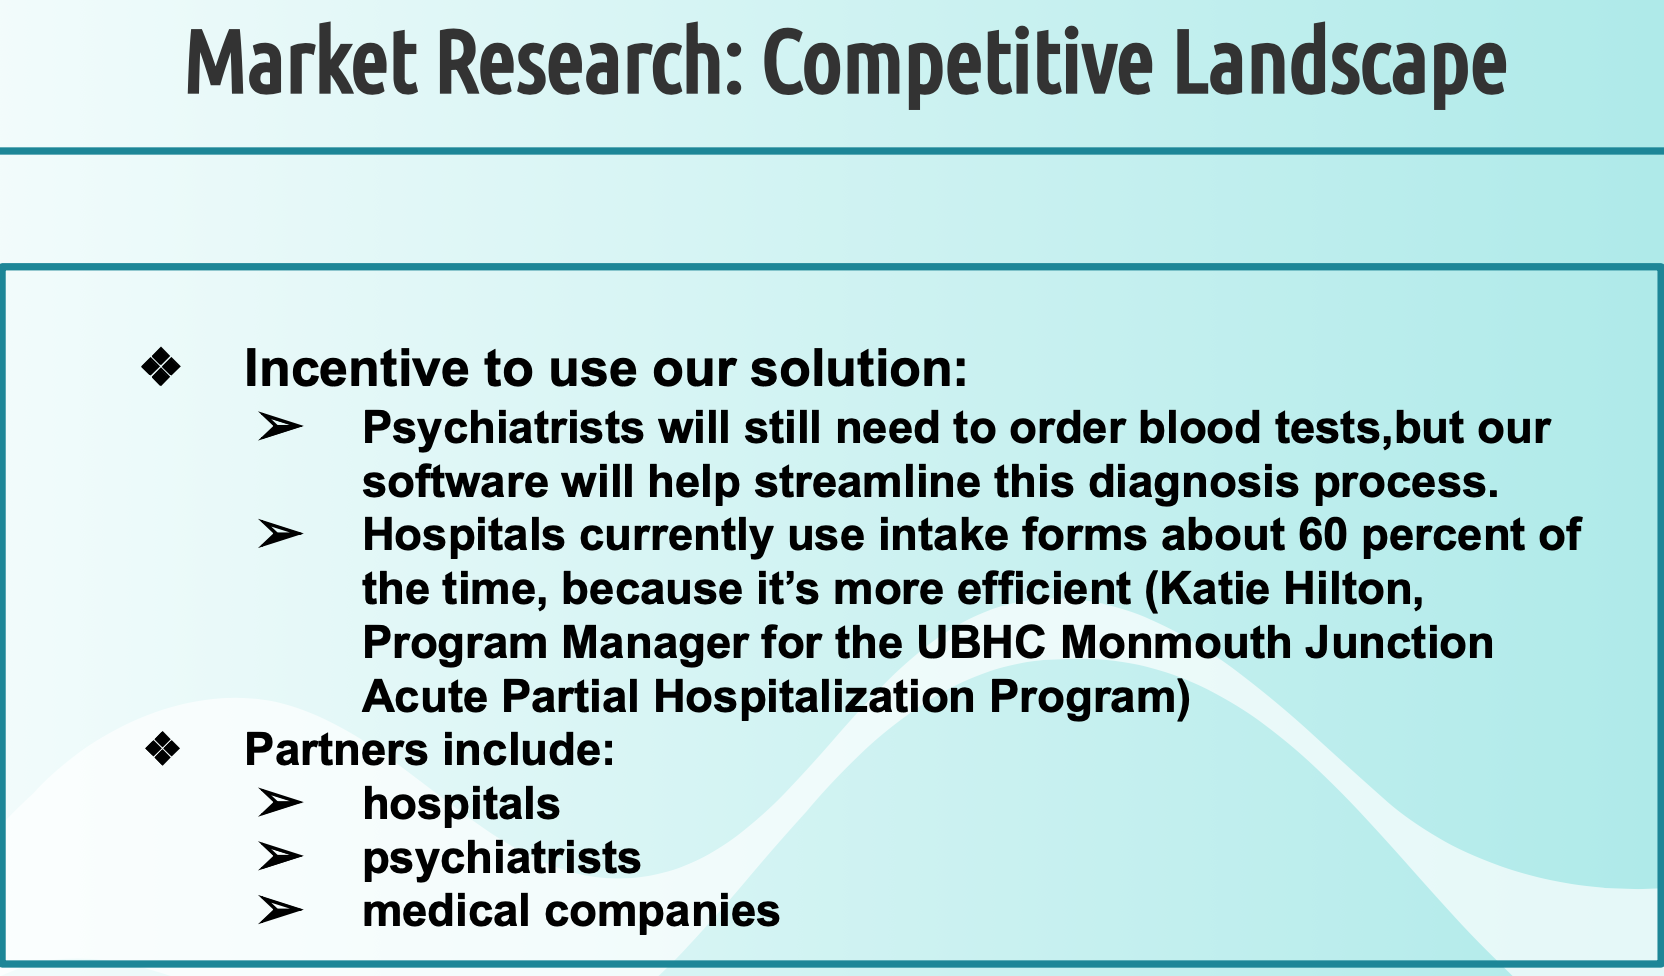 Market Research: Competitive Landscape
❖ Incentive to use our solution:
➢ Psychiatrists will still need to order blood tests,but our
software will help streamline this diagnosis process.
➢ Hospitals currently use intake forms about 60 percent of
the time, because it’s more efficient (Katie Hilton,
Program Manager for the UBHC Monmouth Junction
Acute Partial Hospitalization Program)
❖ Partners include:
➢ hospitals
➢ psychiatrists
➢ medical companies